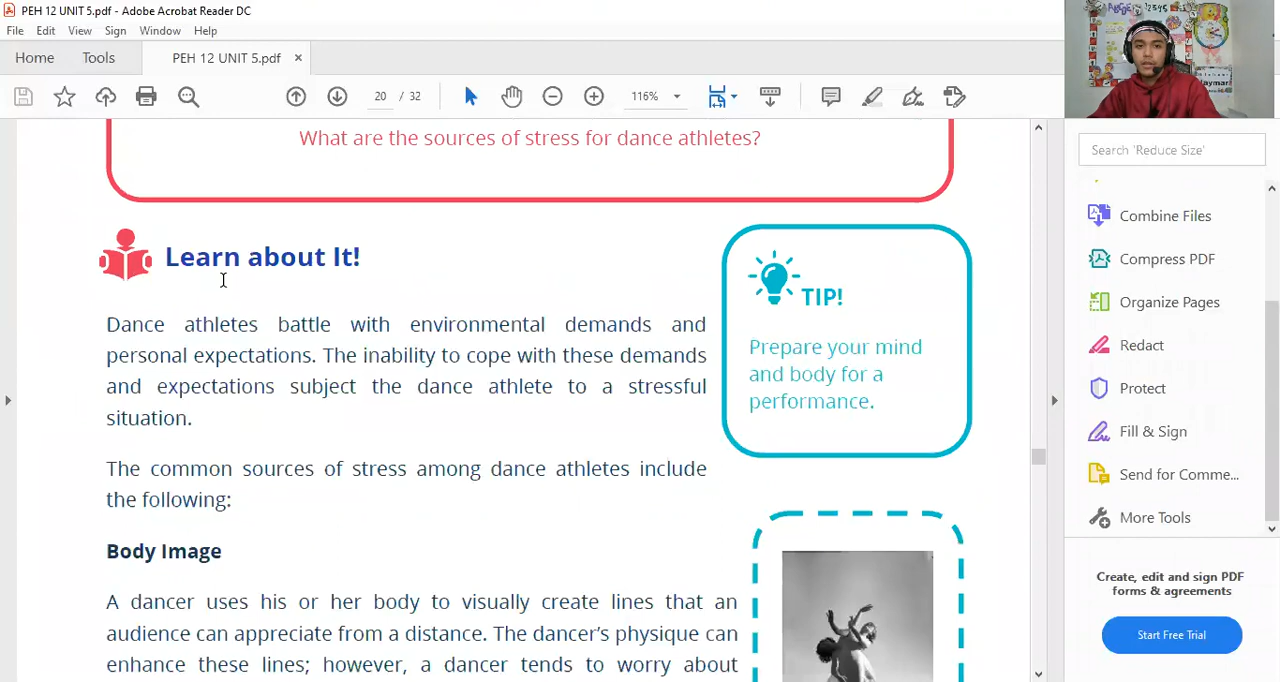 PEH 12 UNIT 5.pdf - Adobe Acrobat Reader DC
File Edit View Sign Window Help
Home Tools PEH 12 UNIT 5.pdf ×
20 / 32 116%
What are the sources of stress for dance athletes?
Learn about It!
Dance athletes battle with environmental demands and
personal expectations. The inability to cope with these demands
and expectations subject the dance athlete to a stressful
situation.
The common sources of stress among dance athletes include
the following:
Body Image
A dancer uses his or her body to visually create lines that an
audience can appreciate from a distance. The dancer’s physique can
enhance these lines; however, a dancer tends to worry about
TIP!
Prepare your mind
and body for a
performance.
Search 'Reduce Size'
Combine Files
Compress PDF
Organize Pages
Redact
Protect
Fill & Sign
Send for Comme...
More Tools
Create, edit and sign PDF
forms & agreements
Start Free Trial